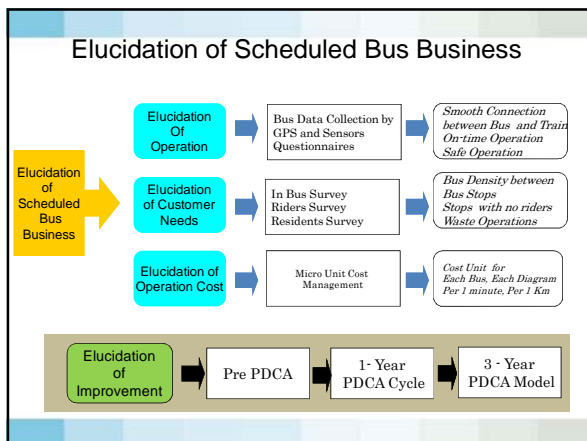 Elucidation of Scheduled Bus Business
Elucidation
of
Scheduled
Bus
Business
Elucidation
Of
Operation
Bus Data Collection by
GPS and Sensors
Questionnaires
Smooth Connection
between Bus and Train
On-time Operation
Safe Operation
Elucidation
of Customer
Needs
In Bus Survey
Riders Survey
Residents Survey
Bus Density between
Bus Stops
Stops with no riders
Waste Operations
Elucidation of
Operation Cost
Micro Unit Cost
Management
Cost Unit for
Each Bus, Each Diagram
Per 1 minute, Per 1 Km
Elucidation
of
Improvement
Pre PDCA
1- Year
PDCA Cycle
3 - Year
PDCA Model